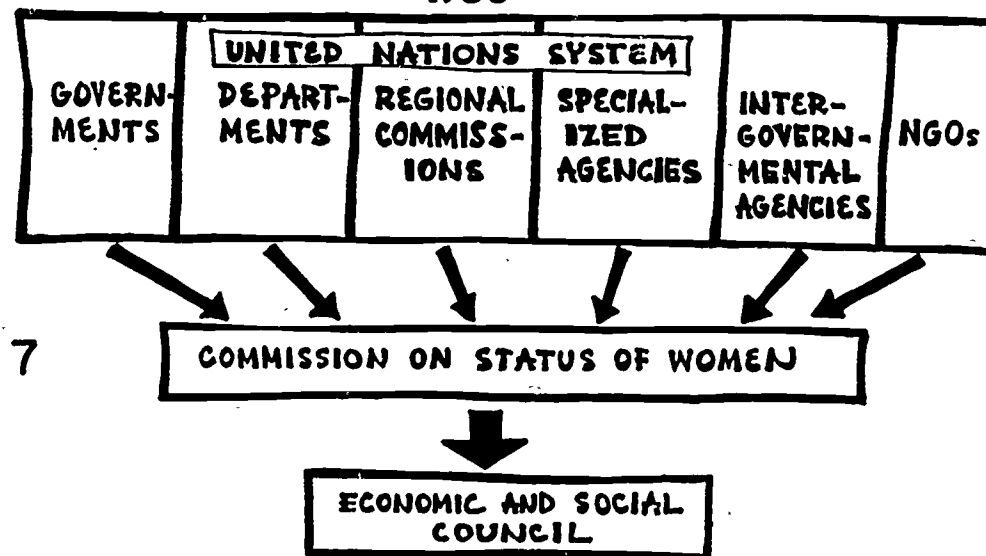 UNITED NATIONS SYSTEM
GOVERN-
MENTS
DEPART-
MENTS
REGIONAL
COMMISS-
IONS
SPECIAL-
IZED
AGENCIES
INTER-
GOVERN-
MENTAL
AGENCIES
NGOs
7
COMMISSION ON STATUS OF WOMEN
ECONOMIC AND SOCIAL
COUNCIL